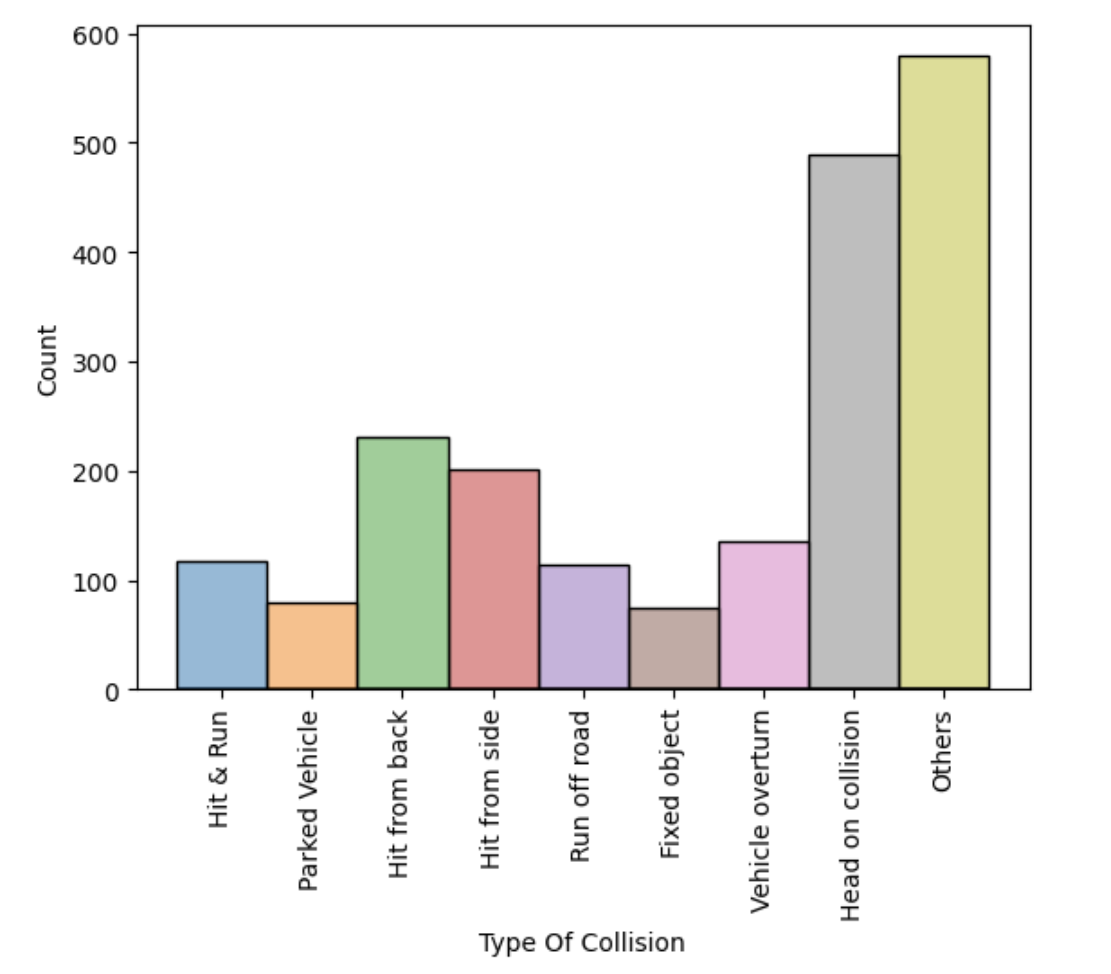 600
500
400
300
200
100
0
Count
Hit & Run
Parked Vehicle
Hit from back
Hit from side
Run off road
Fixed object
Vehicle overturn
Head on collision
Others
Type Of Collision